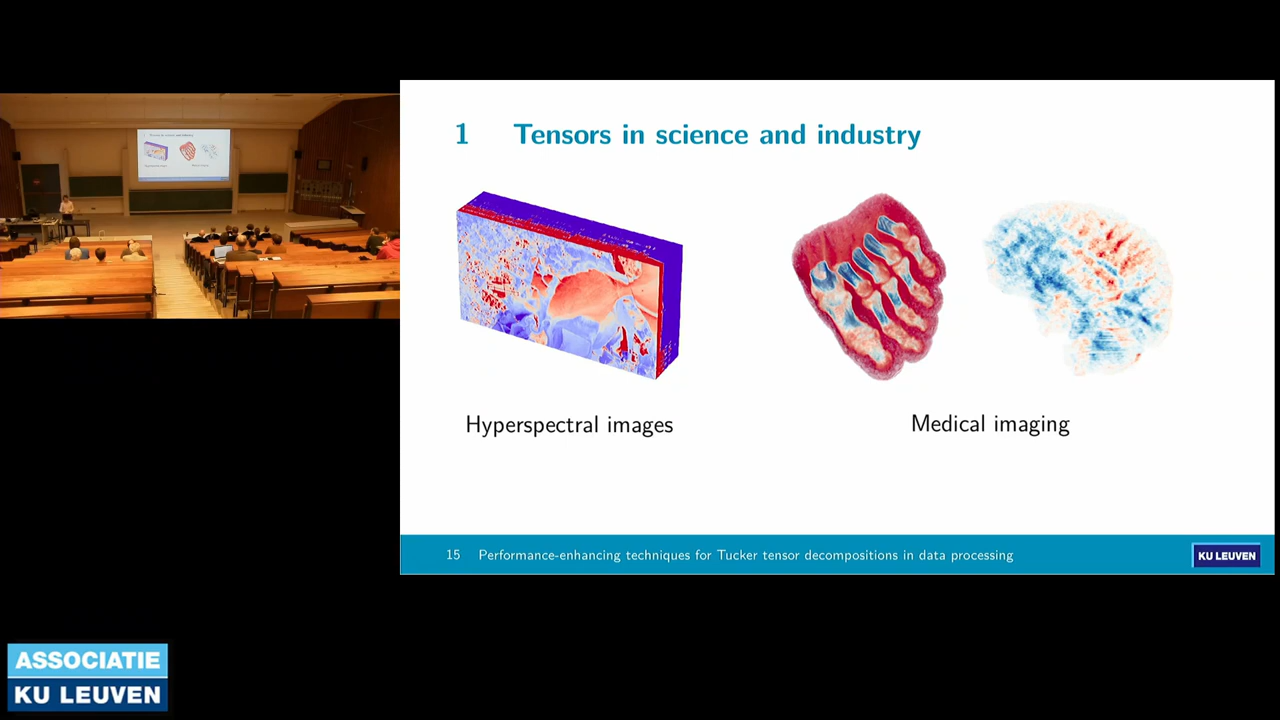 1 Tensors in science and industry
Hyperspectral images
Medical imaging
15 Performance-enhancing techniques for Tucker tensor decompositions in data processing
KU LEUVEN
ASSOCIATIE
KU LEUVEN